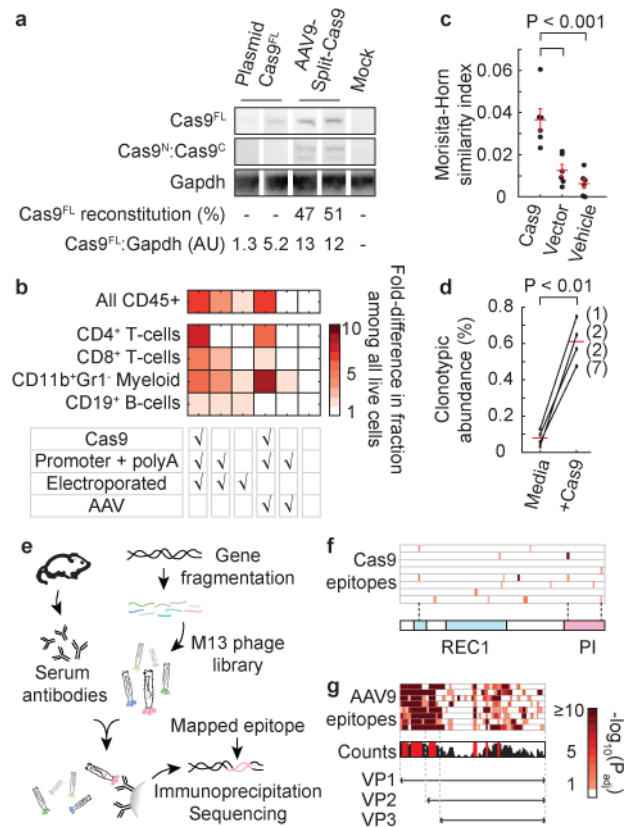 a
Plasmid
Cas9FL
AAV9-
Split-Cas9
Mock
Cas9FL
Cas9N:Cas9C
Gapdh
Cas9FL reconstitution (%) - - 47 51 -
Cas9FL:Gapdh (AU) 1.3 5.2 13 12 -
b
All CD45+
CD4+ T-cells
CD8+ T-cells
CD11b+Gr1- Myeloid
CD19+ B-cells
10
5
1
Fold-difference in fraction
among all live cells
Cas9 √ √
Promoter + polyA √ √ √ √
Electroporated √ √ √
AAV √ √
c
P < 0.001
Morisita-Horn
similarity index
0.06
0.04
0.02
0
Cas9
Vector
Vehicle
d
P < 0.01
Clonotypic
abundance (%)
0.8
0.6
0.4
0.2
0
(1)
(2)
(2)
(7)
Media
+Cas9
e
Gene
fragmentation
M13 phage
library
Serum
antibodies
Mapped epitope
Immunoprecipitation
Sequencing
f
Cas9
epitopes
REC1
PI
g
AAV9
epitopes
Counts
VP1
VP2
VP3
≥10
5
1
-log10(Padj)